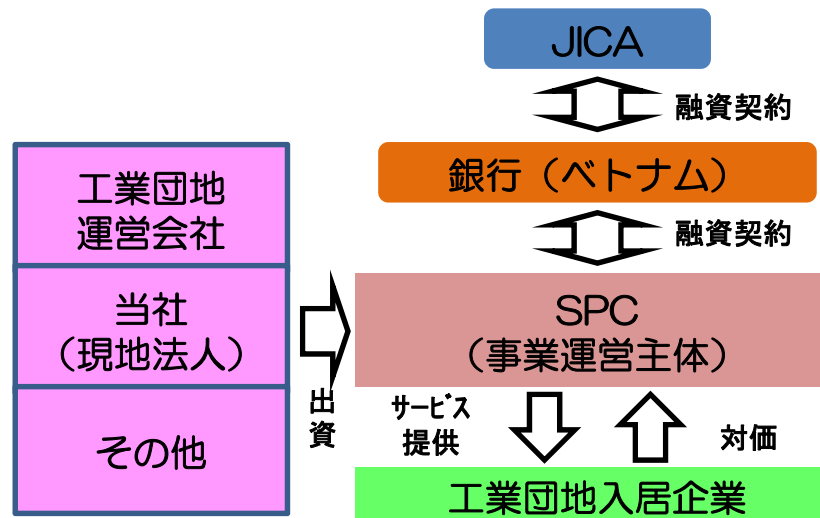 JICA
融資契約
銀行（ベトナム）
融資契約
工業団地
運営会社
当社
（現地法人）
その他
出
資
SPC
（事業運営主体）
サービス
提供
対価
工業団地入居企業